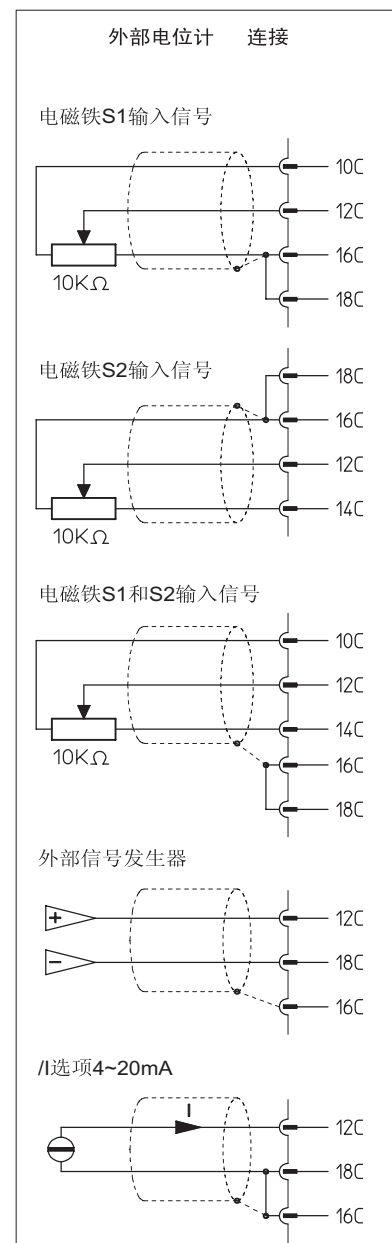 外部电位计 连接
电磁铁S1输入信号
10C
12C
16C
10KΩ
18C
电磁铁S2输入信号
18C
16C
12C
14C
10KΩ
电磁铁S1和S2输入信号
10C
12C
14C
10KΩ
16C
18C
外部信号发生器
+
12C
−
18C
16C
/I选项4~20mA
I
12C
18C
16C